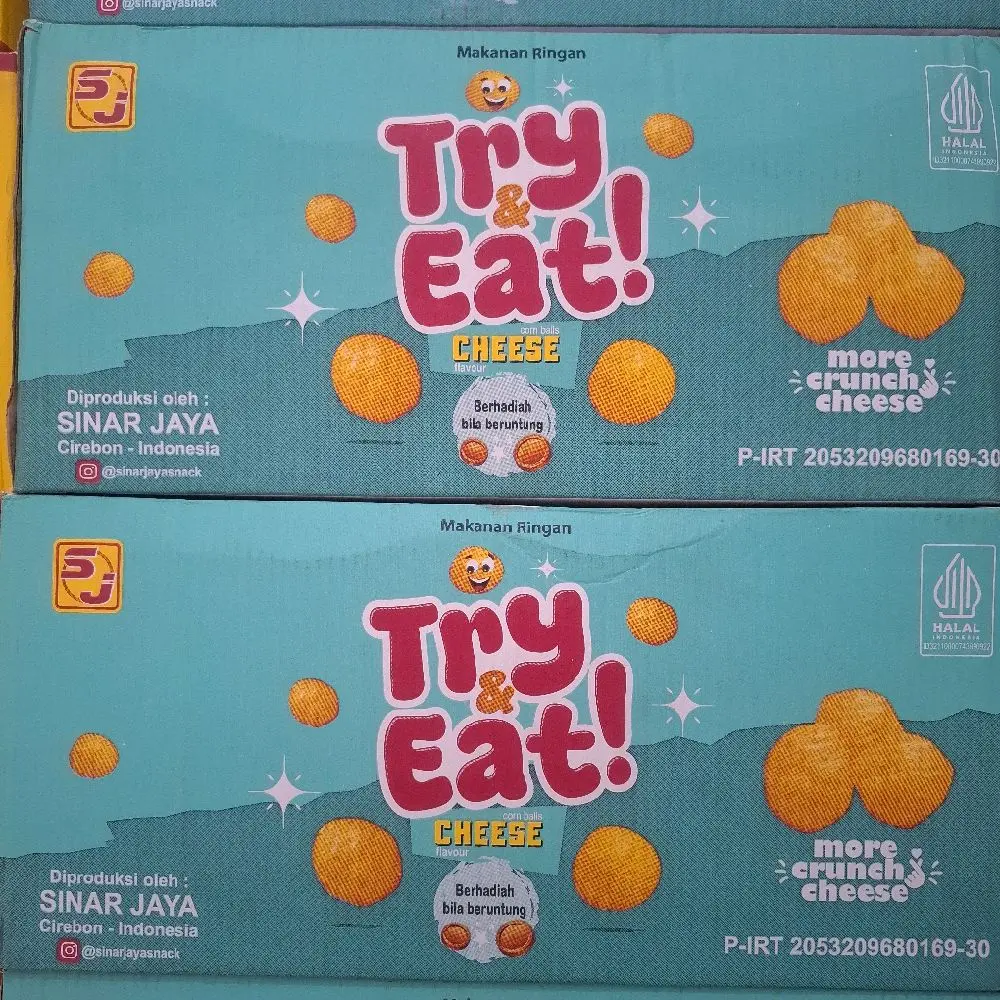 @sinarjayasnack
Makanan Ringan
SJ
HALAL
INDONESIA
Try
&
Eat!
corn balls
CHEESE
flavour
Berhadiah
bila beruntung
more
crunch
cheese
Diproduksi oleh :
SINAR JAYA
Cirebon - Indonesia
@sinarjayasnack
P-IRT 2053209680169-30
Makanan Ringan
SJ
HALAL
INDONESIA
Try
&
Eat!
corn balls
CHEESE
flavour
Berhadiah
bila beruntung
more
crunch
cheese
Diproduksi oleh :
SINAR JAYA
Cirebon - Indonesia
@sinarjayasnack
P-IRT 2053209680169-30